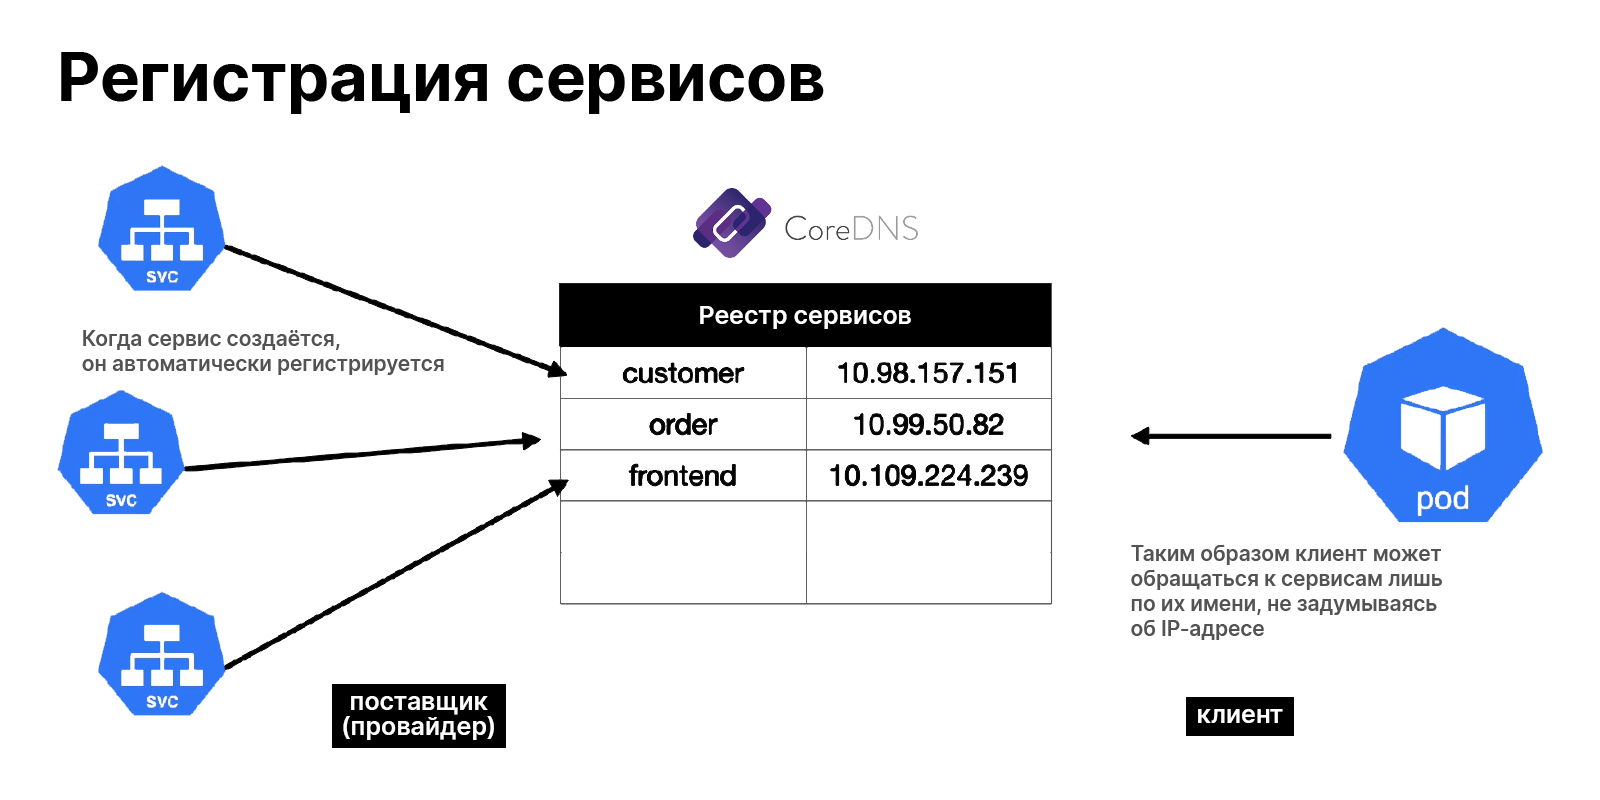 Регистрация сервисов
svc
CoreDNS
Когда сервис создаётся,
он автоматически регистрируется
Реестр сервисов
customer 10.98.157.151
order 10.99.50.82
frontend 10.109.224.239
svc
svc
pod
Таким образом клиент может
обращаться к сервисам лишь
по их имени, не задумываясь
об IP-адресе
поставщик
(провайдер)
клиент